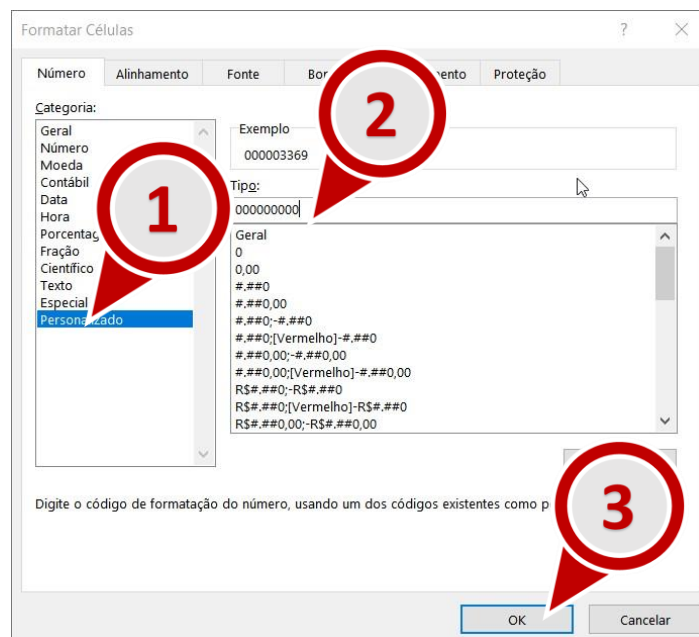 Formatar Células ?
Número Alinhamento Fonte Proteção
Categoria:
Geral
Número
Moeda
Contábil
Data
Hora
Fração
Científico
Texto
Especial
Personalizado
Exemplo
000003369
Tipo:
000000000
Geral
0
0,00
#.##0
#.##0,00
#.##0;-#.##0
#.##0;[Vermelho]-#.##0
#.##0,00;-#.##0,00
#.##0,00;[Vermelho]-#.##0,00
R$#.##0;-R$#.##0
R$#.##0;[Vermelho]-R$#.##0
R$#.##0,00;-R$#.##0,00
Digite o código de formatação do número, usando um dos códigos existentes como
OK Cancelar
1
2
3